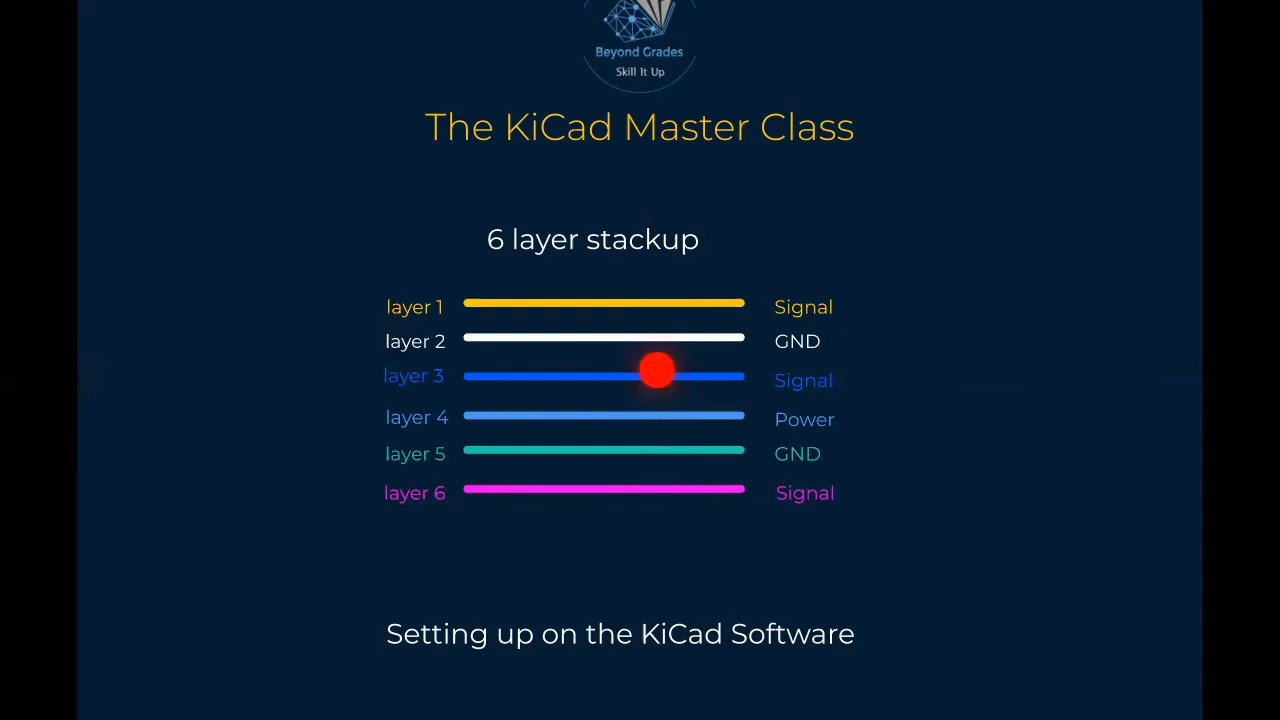 Beyond Grades
Skill It Up
The KiCad Master Class
6 layer stackup
layer 1 Signal
layer 2 GND
layer 3 Signal
layer 4 Power
layer 5 GND
layer 6 Signal
Setting up on the KiCad Software